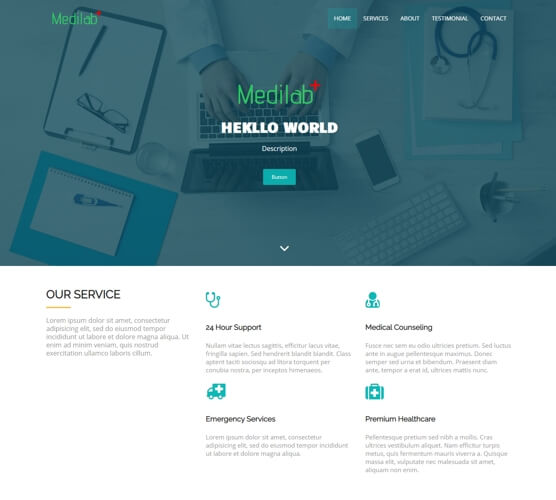 Medilab
HOME SERVICES ABOUT TESTIMONIAL CONTACT
Medilab
HEKLLO WORLD
Description
Button
OUR SERVICE
Lorem ipsum dolor sit amet, consectetur
adipisicing elit, sed do eiusmod tempor
incididunt ut labore et dolore magna aliqua. Ut
enim ad minim veniam, quis nostrud
exercitation ullamco laboris cillum.
24 Hour Support
Nullam vitae lectus sagittis, efficitur lacus vitae,
fringilla sapien. Sed hendrerit blandit blandit. Class
aptent taciti sociosqu ad litora torquent per
conubia nostra, per inceptos himenaeos.
Medical Counseling
Fusce nec sem eu odio ultricies pretium. Sed luctus
ante in augue pellentesque maximus. Donec
semper sed urna et bibendum. Praesent diam
ante, tempor a erat id, ultrices mattis nunc.
Emergency Services
Lorem ipsum dolor sit amet, consectetur
adipisicing elit, sed do eiusmod tempor incididunt
ut labore et dolore magna aliqua.
Premium Healthcare
Pellentesque pretium sed nibh a mollis. Cras
ultrices vestibulum aliquet. Nam efficitur turpis
metus, quis fermentum mauris viverra a. Quisque
massa elit, vulputate nec malesuada sit amet,
aliquam non enim.